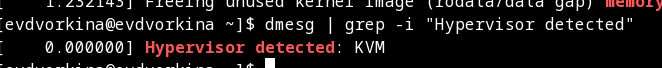 1.232143] Freeing unused kernel image (rodata/data gap) memory
[evdvorkina@evdvorkina ~]$ dmesg | grep -i "Hypervisor detected"
[    0.000000] Hypervisor detected: KVM
[evdvorkina@evdvorkina ~]$